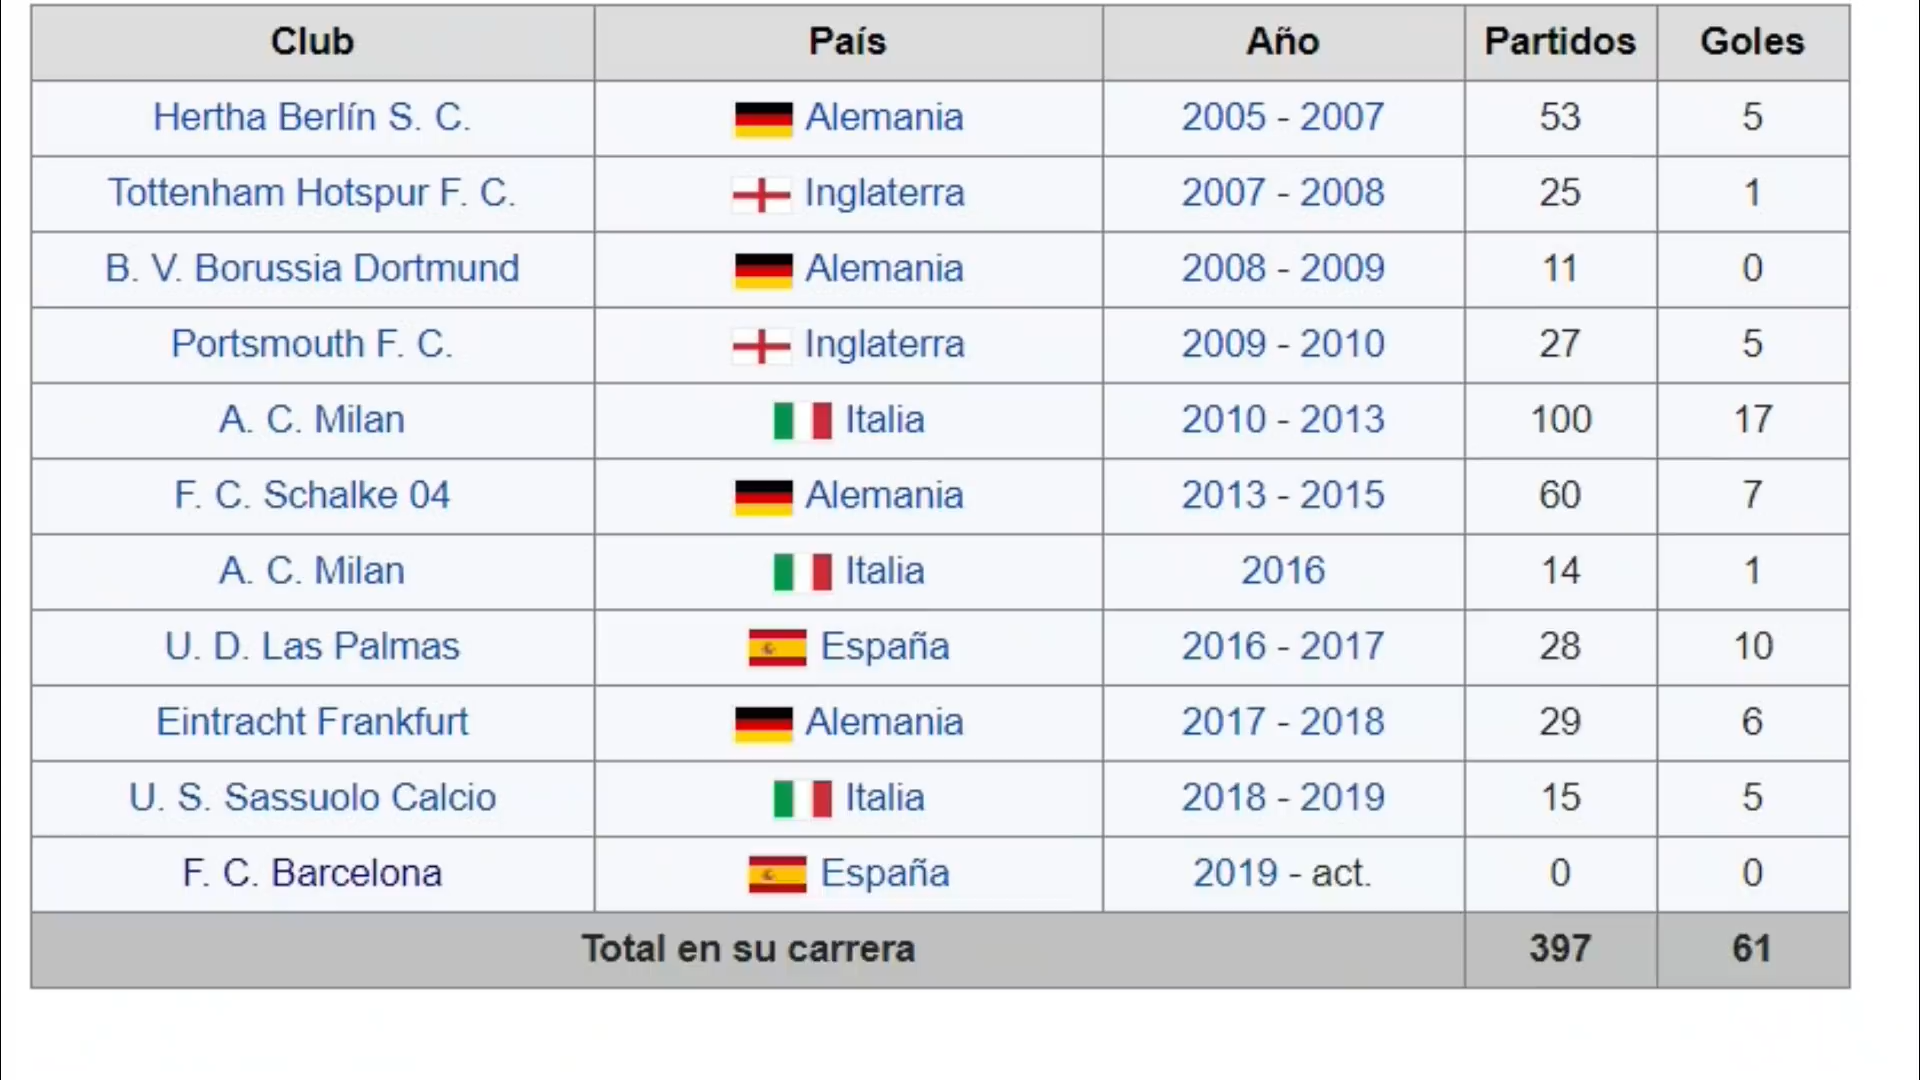 Club País Año Partidos Goles
Hertha Berlín S. C. Alemania 2005 - 2007 53 5
Tottenham Hotspur F. C. Inglaterra 2007 - 2008 25 1
B. V. Borussia Dortmund Alemania 2008 - 2009 11 0
Portsmouth F. C. Inglaterra 2009 - 2010 27 5
A. C. Milan Italia 2010 - 2013 100 17
F. C. Schalke 04 Alemania 2013 - 2015 60 7
A. C. Milan Italia 2016 14 1
U. D. Las Palmas España 2016 - 2017 28 10
Eintracht Frankfurt Alemania 2017 - 2018 29 6
U. S. Sassuolo Calcio Italia 2018 - 2019 15 5
F. C. Barcelona España 2019 - act. 0 0
Total en su carrera 397 61